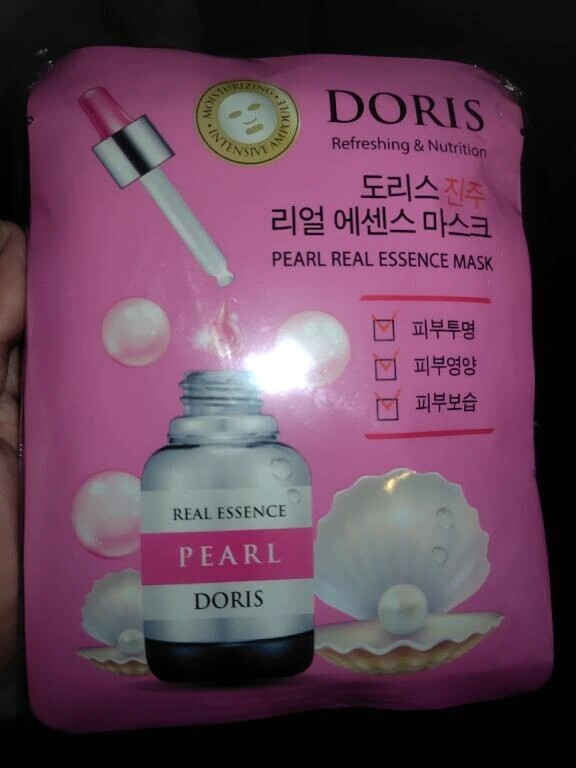 MOISTURIZING
INTENSIVE AMPOULE
DORIS
Refreshing & Nutrition
도리스 진주
리얼 에센스 마스크
PEARL REAL ESSENCE MASK
피부투명
피부영양
피부보습
REAL ESSENCE
PEARL
DORIS